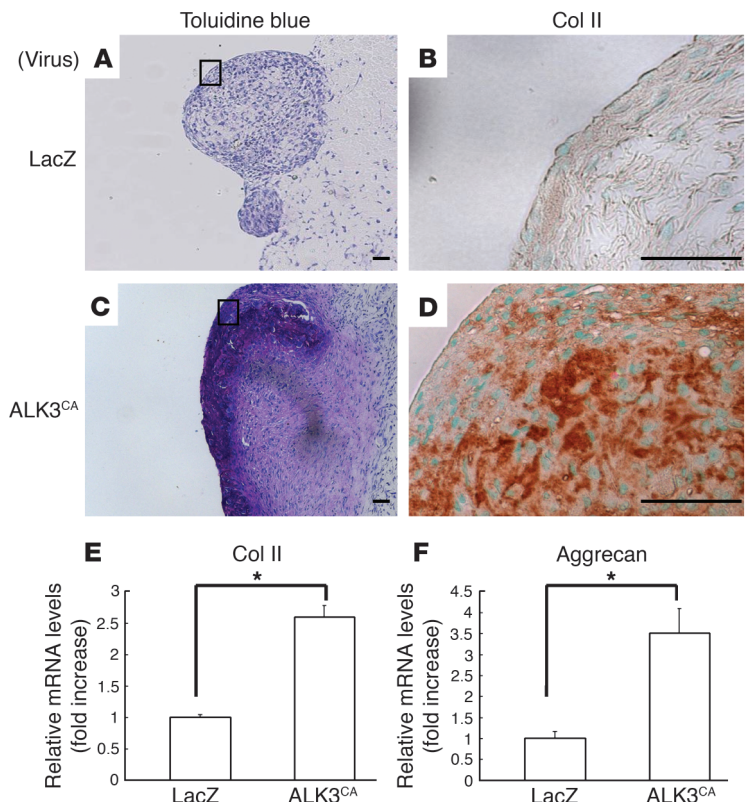 Toluidine blue
Col II
(Virus)
A
B
LacZ
C
D
ALK3CA
E
Col II
*
Relative mRNA levels
(fold increase)
3
2.5
2
1.5
1
0.5
0
LacZ
ALK3CA
F
Aggrecan
*
Relative mRNA levels
(fold increase)
4.5
4
3.5
3
2.5
2
1.5
1
0.5
0
LacZ
ALK3CA